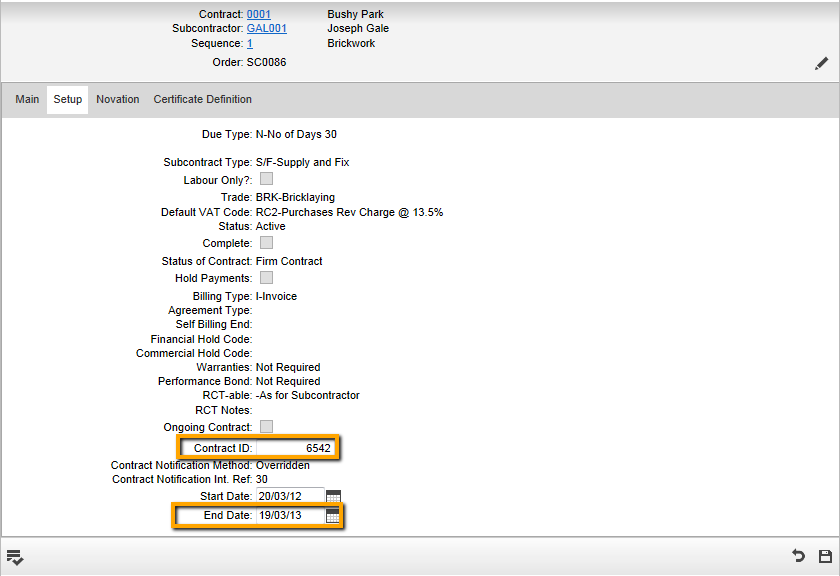 Contract: 0001 Bushy Park
Subcontractor: GAL001 Joseph Gale
Sequence: 1 Brickwork
Order: SC0086
Main Setup Novation Certificate Definition
Due Type: N-No of Days 30
Subcontract Type: S/F-Supply and Fix
Labour Only?:
Trade: BRK-Bricklaying
Default VAT Code: RC2-Purchases Rev Charge @ 13.5%
Status: Active
Complete:
Status of Contract: Firm Contract
Hold Payments:
Billing Type: I-Invoice
Agreement Type:
Self Billing End:
Financial Hold Code:
Commercial Hold Code:
Warranties: Not Required
Performance Bond: Not Required
RCT-able: -As for Subcontractor
RCT Notes:
Ongoing Contract:
Contract ID: 6542
Contract Notification Method: Overridden
Contract Notification Int. Ref: 30
Start Date: 20/03/12
End Date: 19/03/13